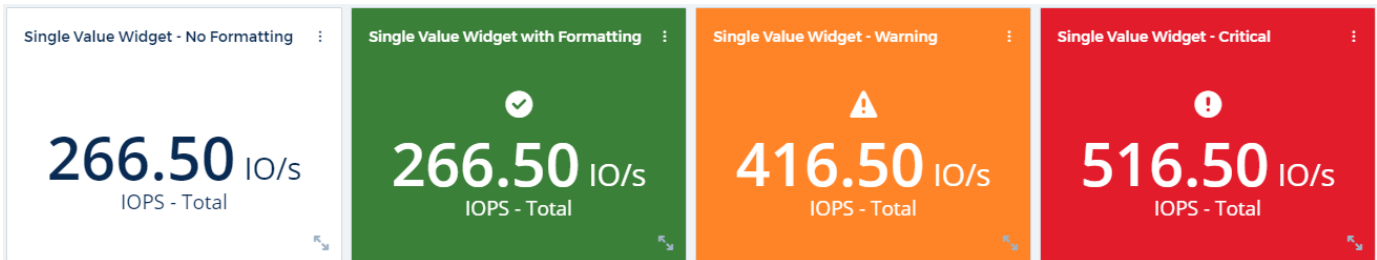 Single Value Widget - No Formatting
266.50 IO/s
IOPS - Total
Single Value Widget with Formatting
266.50 IO/s
IOPS - Total
Single Value Widget - Warning
416.50 IO/s
IOPS - Total
Single Value Widget - Critical
516.50 IO/s
IOPS - Total